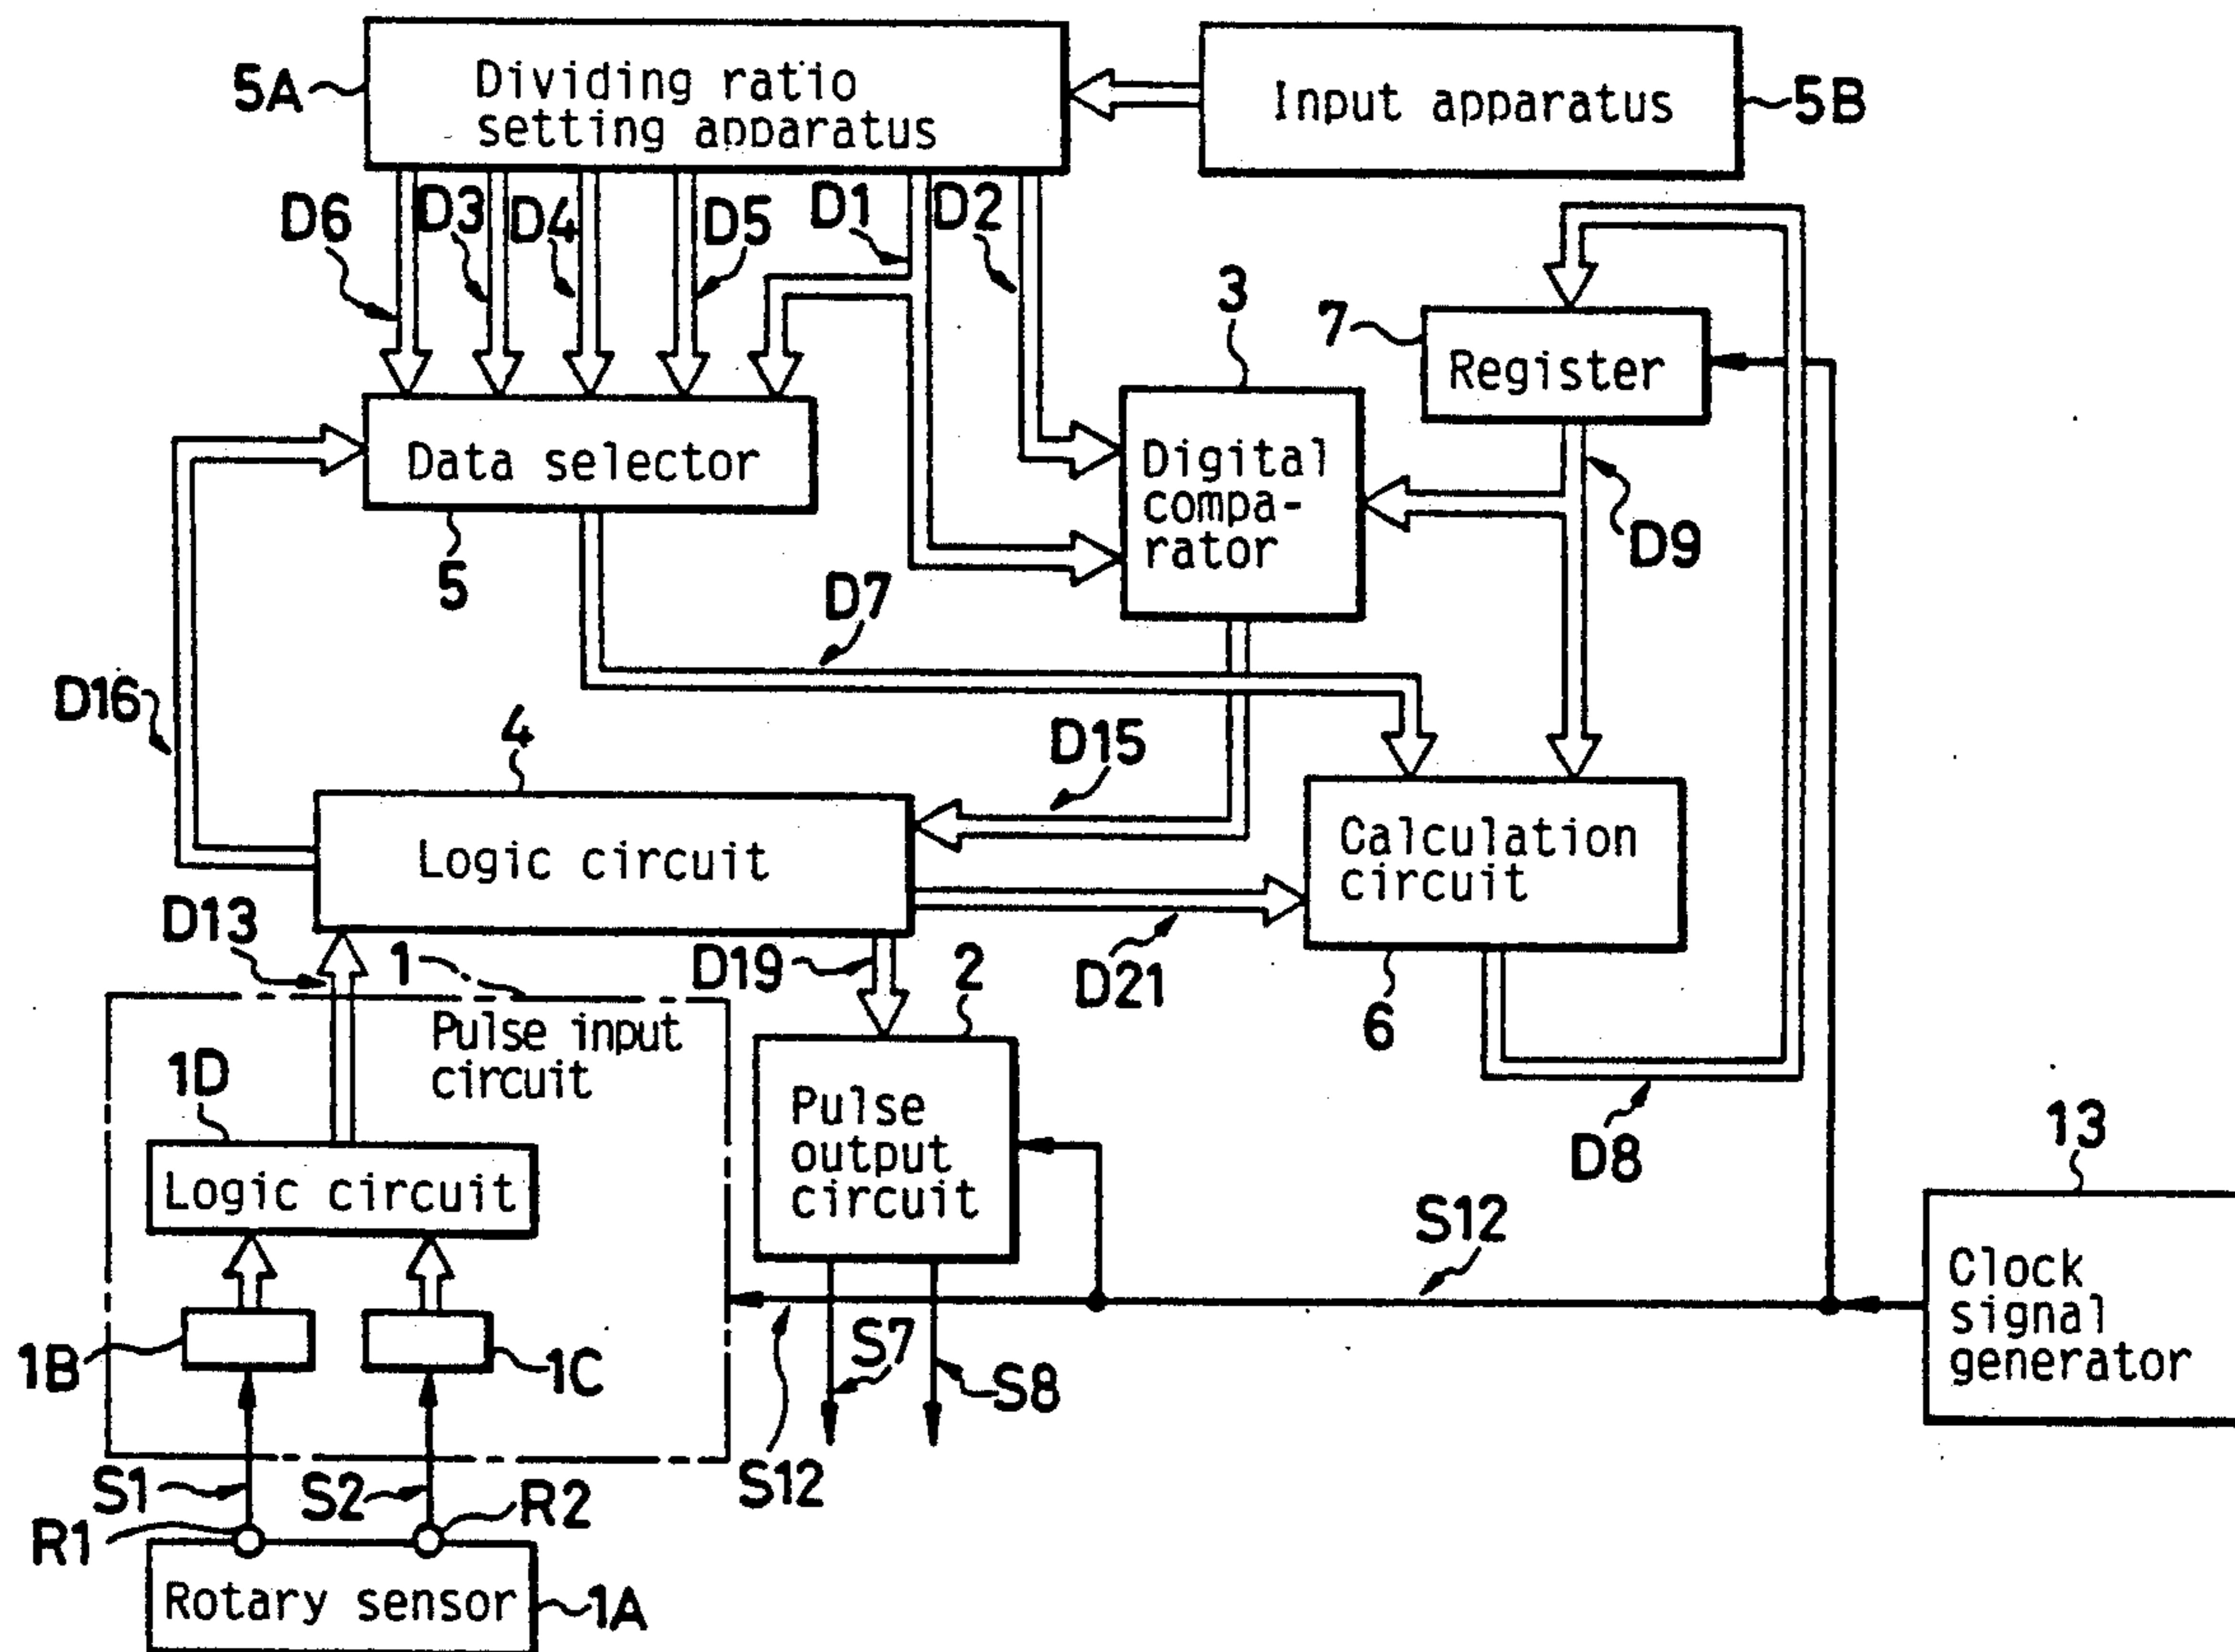 5A
Dividing ratio
setting apparatus
Input apparatus
5B
D6
D3
D4
D5
D1
D2
3
7
Register
Data selector
5
Digital
compa-
rator
D9
D7
D16
4
D15
Logic circuit
Calculation
circuit
D13
1
D19
2
D21
6
Pulse input
circuit
1D
Logic circuit
Pulse
output
circuit
D8
13
S12
Clock
signal
generator
1B
1C
S7
S8
S1
S2
R2
S12
R1
Rotary sensor
1A